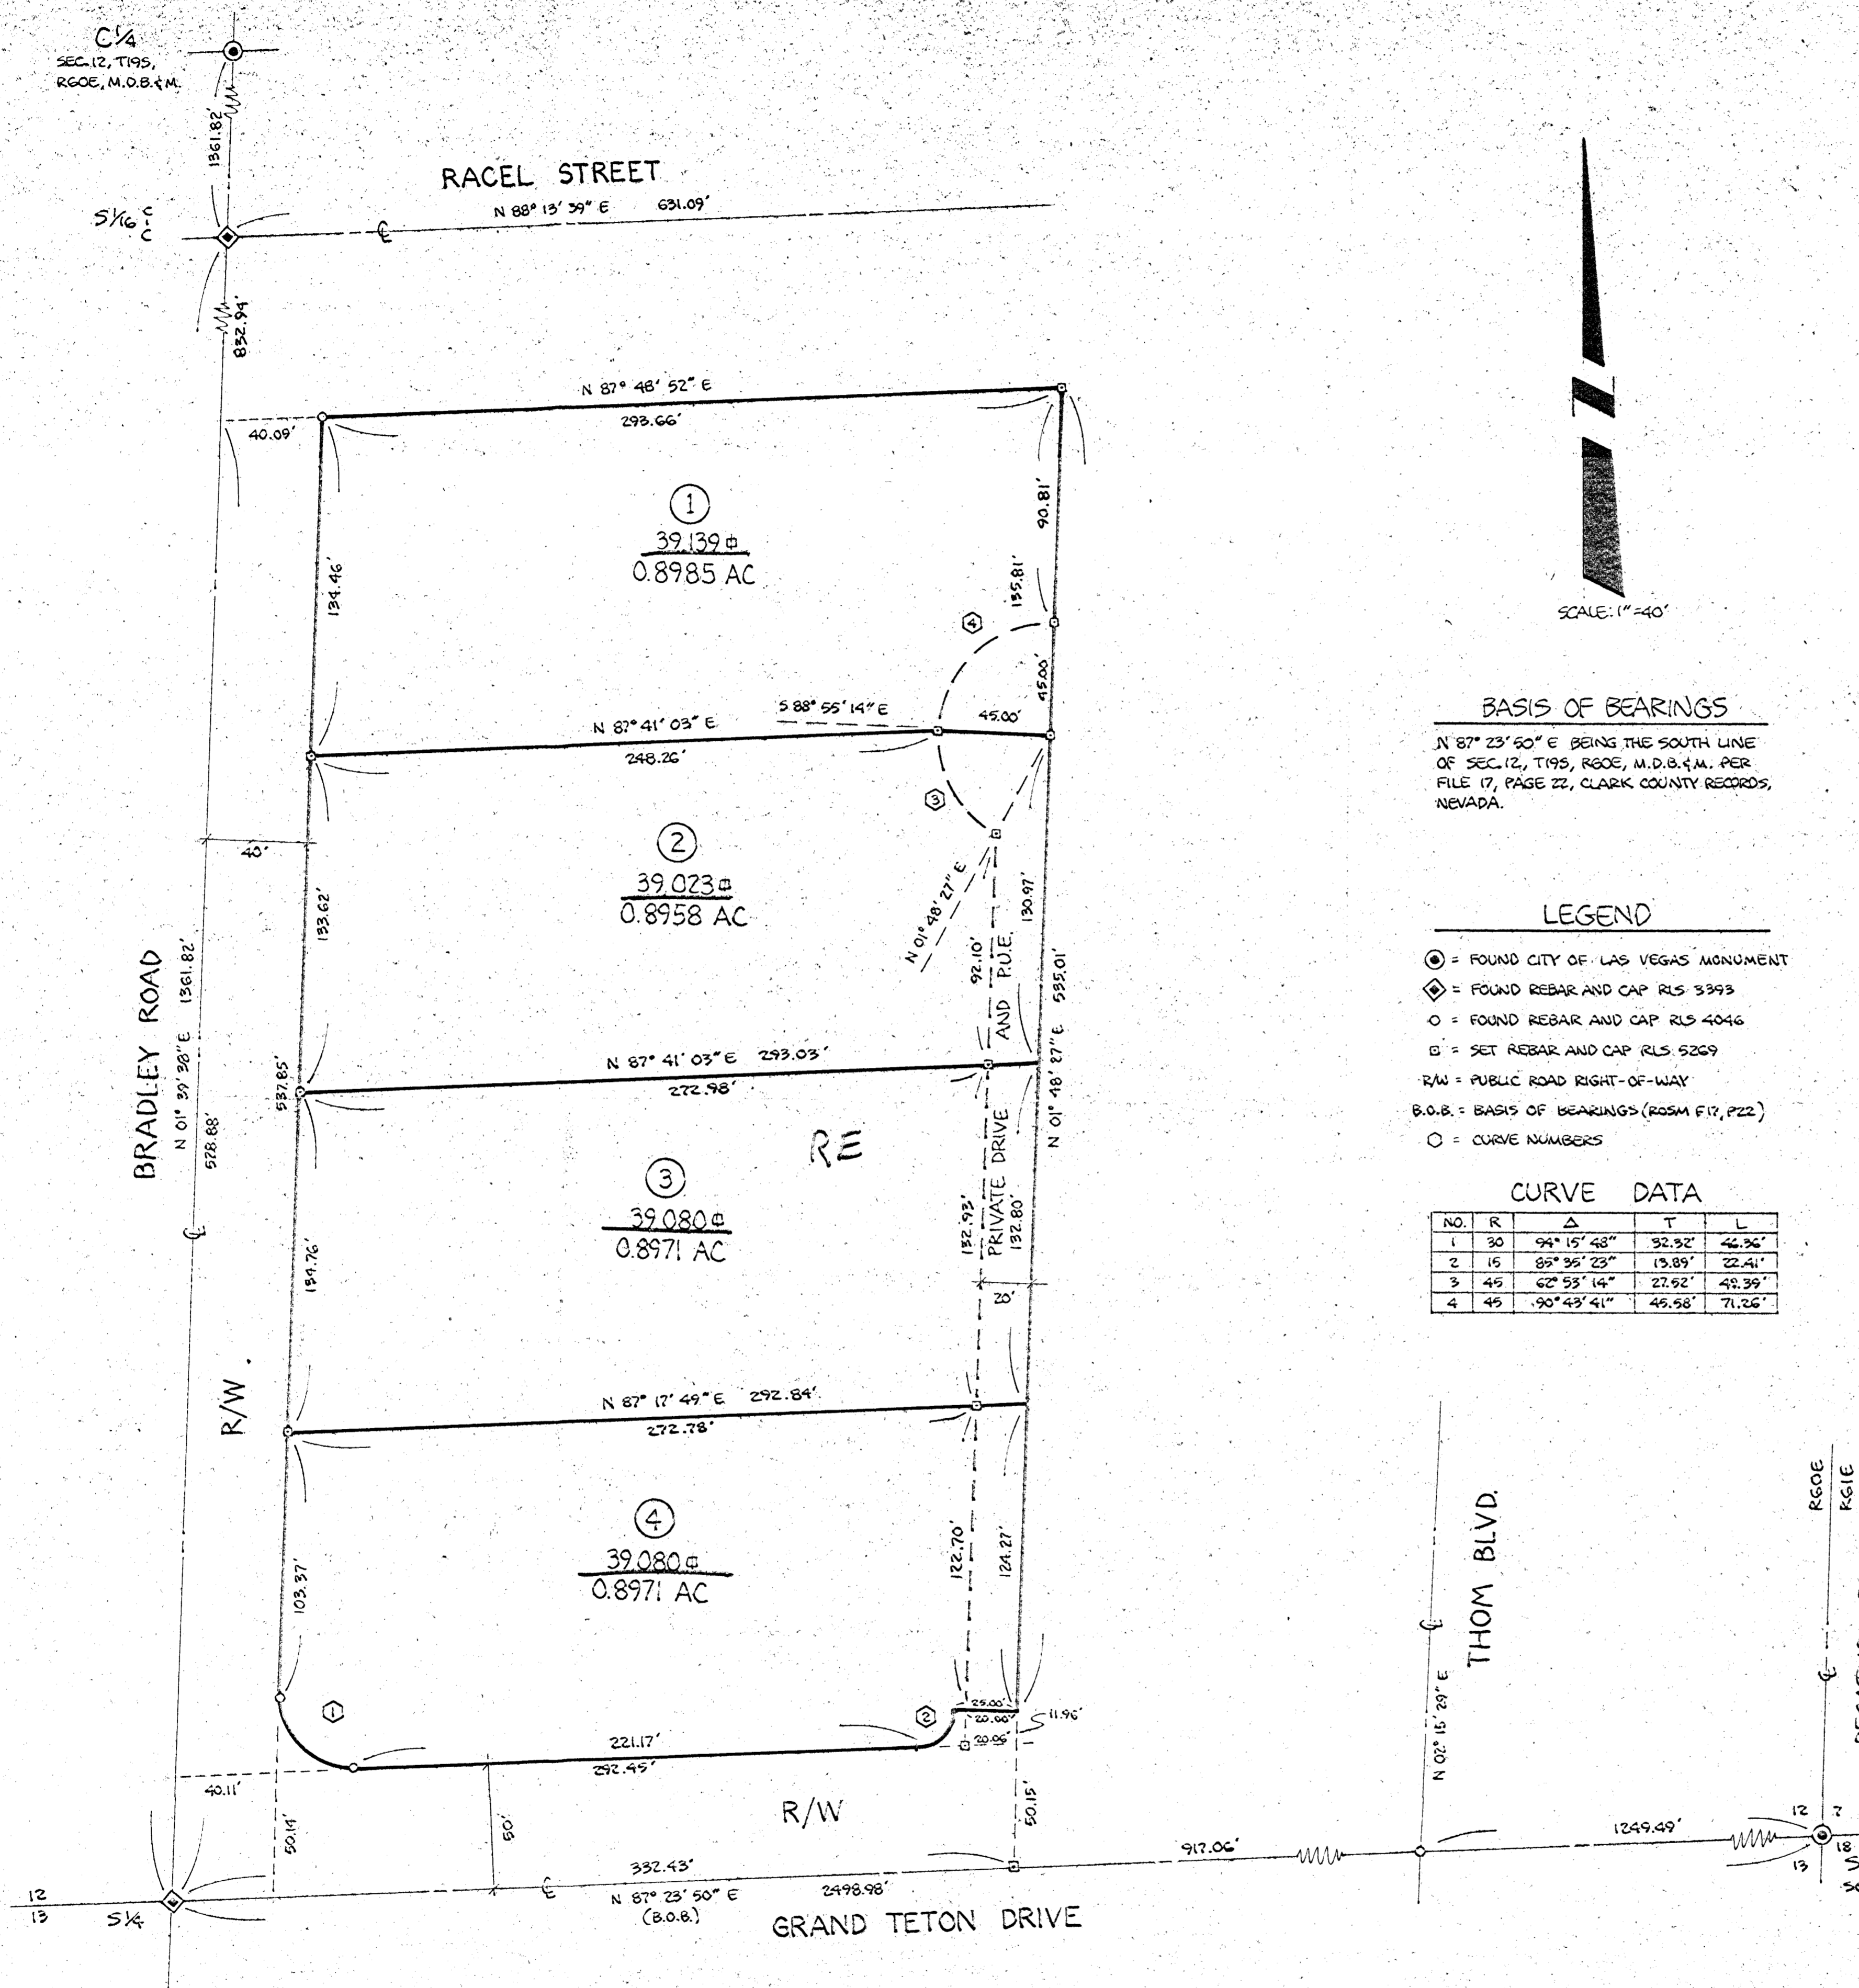 C 1/4
SEC. 12, T19S,
R60E, M.D.B.&M.
1361.82'
RACEL STREET
N 88° 13' 39" E 631.09'
S 1/16 C-C
℄
832.94'
N 87° 48' 52" E
293.66'
40.09'
90.81'
1
39,139 ⏍
0.8985 AC
134.46'
135.81'
4
SCALE: 1"=40'
45.00'
S 88° 55' 14" E
45.00'
N 87° 41' 03" E
248.26'
BASIS OF BEARINGS
N 87° 23' 50" E BEING THE SOUTH LINE
OF SEC. 12, T19S, R60E, M.D.B.&M. PER
FILE 17, PAGE 22, CLARK COUNTY RECORDS,
NEVADA.
3
40'
2
39,023 ⏍
0.8958 AC
133.62'
N 01° 48' 27" E
130.97'
92.10'
AND P.U.E.
535.01'
LEGEND
= FOUND CITY OF LAS VEGAS MONUMENT
= FOUND REBAR AND CAP RLS 3393
= FOUND REBAR AND CAP RLS 4046
= SET REBAR AND CAP RLS 5269
R/W = PUBLIC ROAD RIGHT-OF-WAY
B.O.B. = BASIS OF BEARINGS (ROSM F17, P22)
= CURVE NUMBERS
BRADLEY ROAD
N 01° 39' 38" E 1361.82'
528.88'
537.85'
N 87° 41' 03" E 293.03'
272.98'
N 01° 48' 27" E
RE
3
39,080 ⏍
0.8971 AC
132.93'
PRIVATE DRIVE
132.80'
20'
℄
134.76'
CURVE DATA
NO. R Δ T L
1 30 94° 15' 48" 32.32' 46.36'
2 15 85° 35' 23" 13.89' 22.41'
3 45 62° 53' 14" 27.52' 49.39'
4 45 90° 43' 41" 45.58' 71.26'
R/W
N 87° 17' 49" E 292.84'
272.78'
4
39,080 ⏍
0.8971 AC
103.37'
122.70'
124.27'
THOM BLVD.
R60E
R61E
℄
N 02° 15' 29" E
℄
1
2
25.00'
20.00'
11.96'
20.06'
221.17'
292.45'
40.11'
50.14'
50'
R/W
50.15'
332.43'
917.06'
1249.49'
12 7
13 18
12
13
S 1/4
℄
N 87° 23' 50" E 2498.98'
(B.O.B.)
GRAND TETON DRIVE